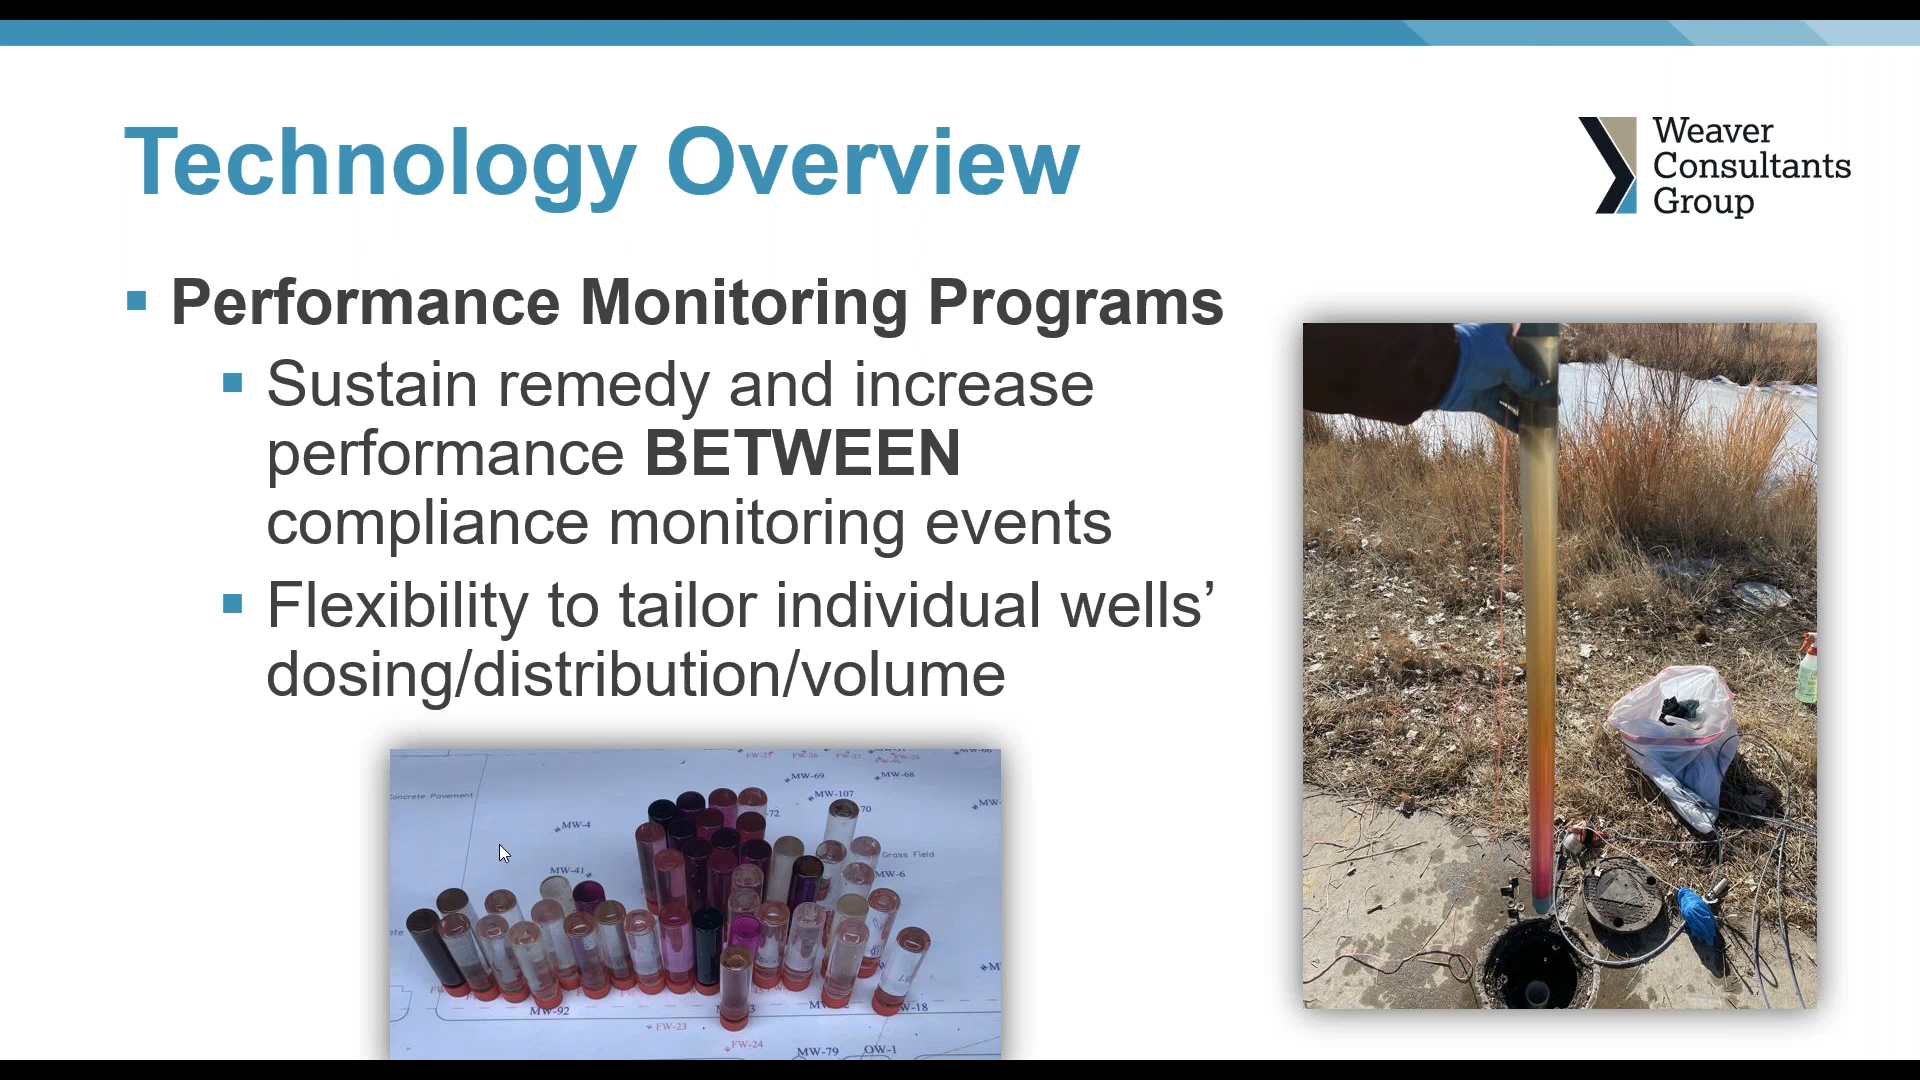 Technology Overview
Weaver
Consultants
Group
Performance Monitoring Programs
Sustain remedy and increase
performance BETWEEN
compliance monitoring events
Flexibility to tailor individual wells’
dosing/distribution/volume
MW-69
MW-68
MW-107
Concrete Pavement
MW-4
Grass Field
MW-6
MW-41
MW-92
FW-23
FW-24
MW-79
OW-1